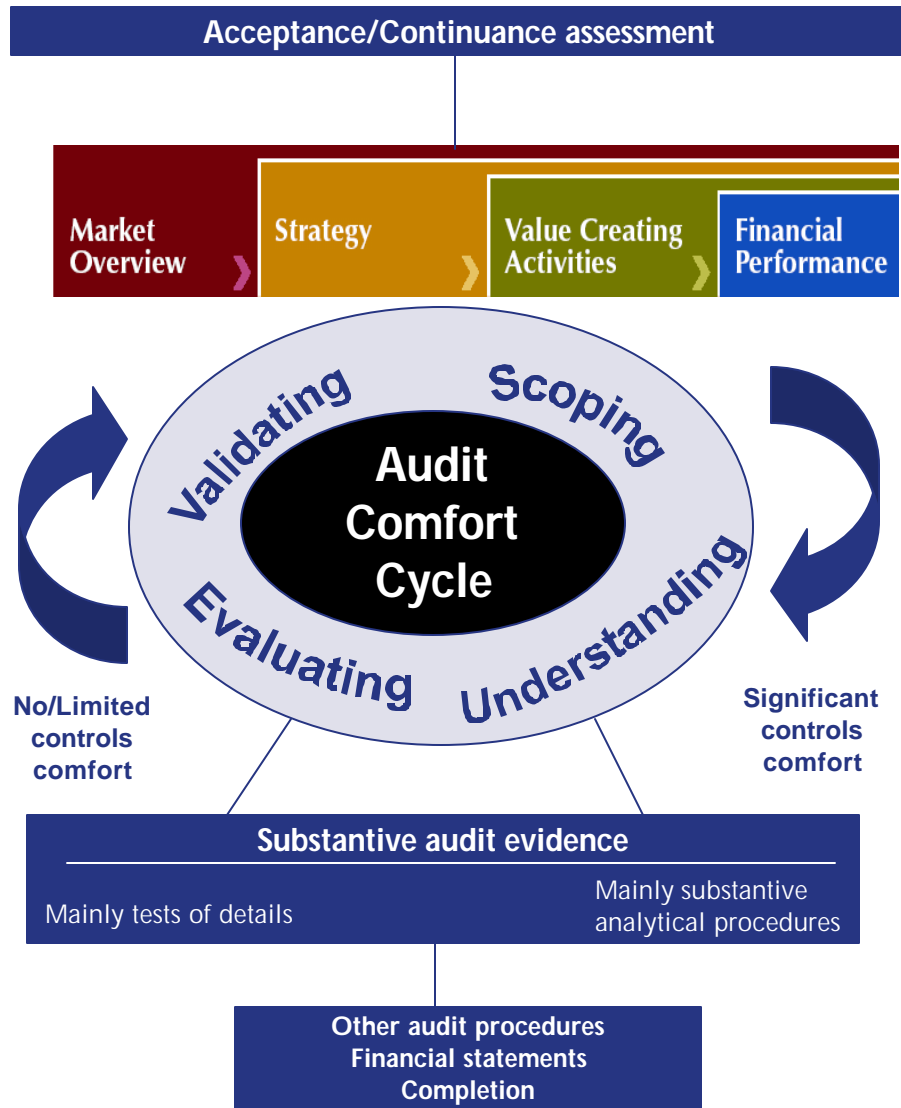 Acceptance/Continuance assessment
Market
Overview
Strategy
Value Creating
Activities
Financial
Performance
Validating
Scoping
Audit
Comfort
Cycle
Evaluating
Understanding
No/Limited
controls
comfort
Significant
controls
comfort
Substantive audit evidence
Mainly tests of details
Mainly substantive
analytical procedures
Other audit procedures
Financial statements
Completion